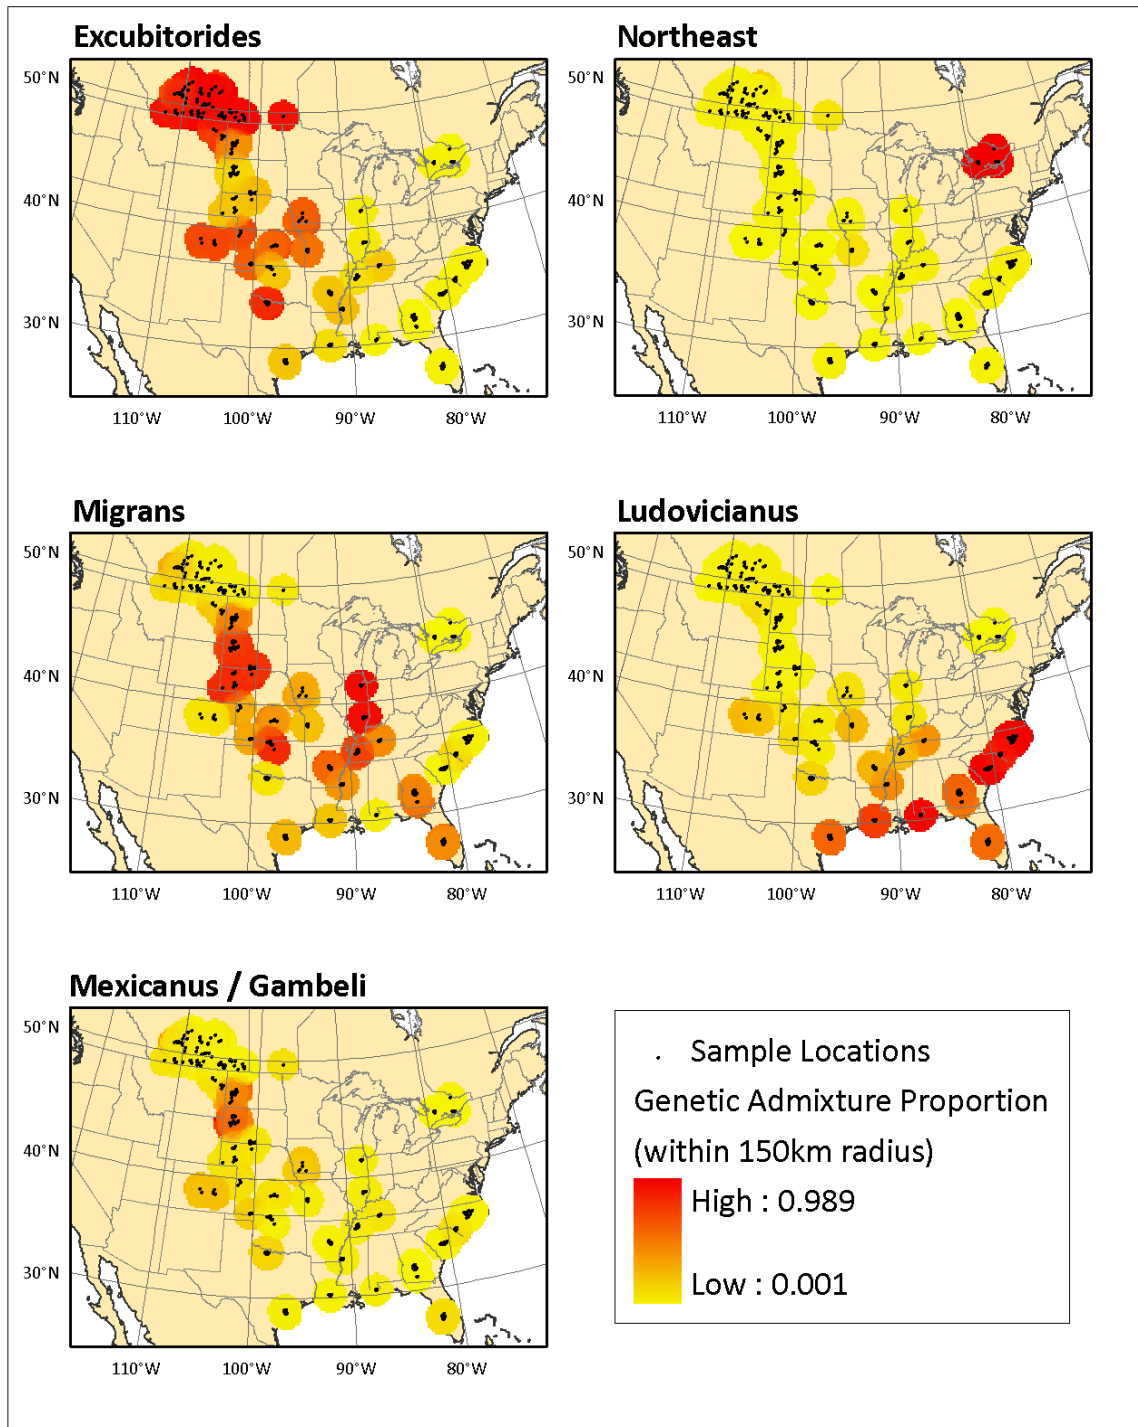 Excubitorides
Northeast
50°N
40°N
30°N
110°W 100°W 90°W 80°W
50°N
40°N
30°N
110°W 100°W 90°W 80°W
Migrans
Ludovicianus
50°N
40°N
30°N
110°W 100°W 90°W 80°W
50°N
40°N
30°N
110°W 100°W 90°W 80°W
Mexicanus / Gambeli
50°N
40°N
30°N
110°W 100°W 90°W 80°W
Sample Locations
Genetic Admixture Proportion
(within 150km radius)
High : 0.989
Low : 0.001